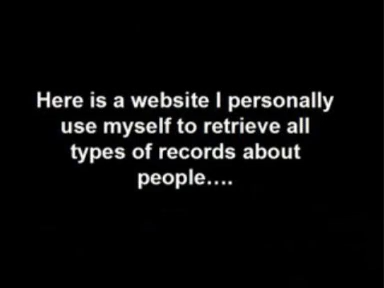 Here is a website I personally
use myself to retrieve all
types of records about
people....